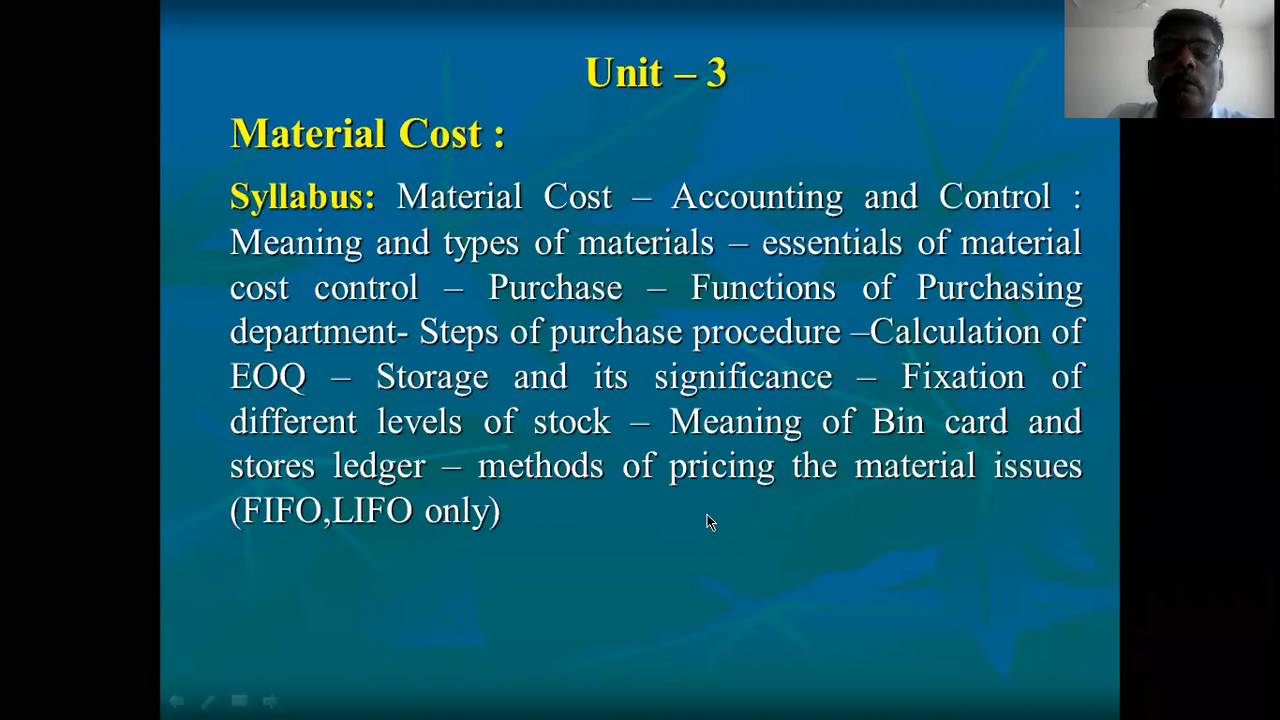 Unit – 3
Material Cost :
Syllabus: Material Cost – Accounting and Control :
Meaning and types of materials – essentials of material
cost control – Purchase – Functions of Purchasing
department- Steps of purchase procedure –Calculation of
EOQ – Storage and its significance – Fixation of
different levels of stock – Meaning of Bin card and
stores ledger – methods of pricing the material issues
(FIFO,LIFO only)